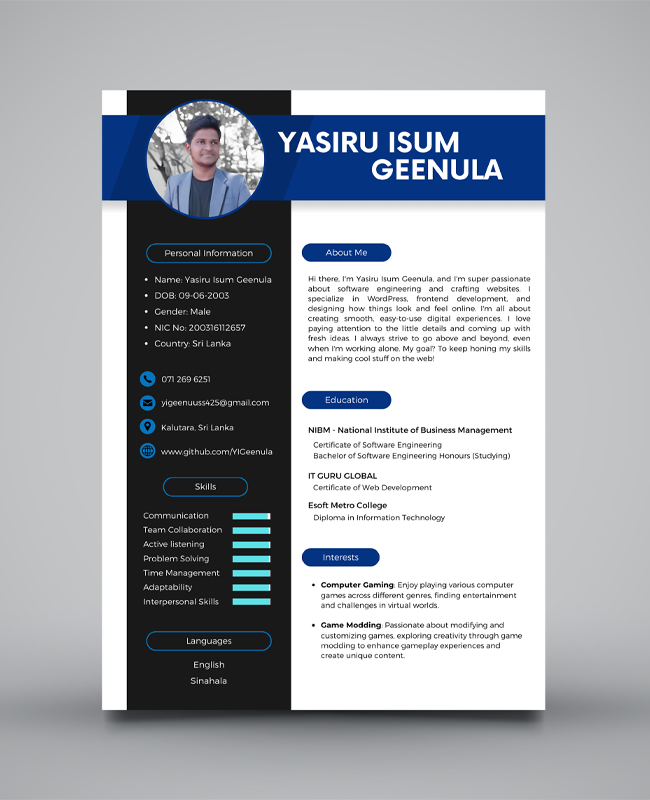 YASIRU ISUM
GEENULA
Personal Information
• Name: Yasiru Isum Geenula
• DOB: 09-06-2003
• Gender: Male
• NIC No: 200316112657
• Country: Sri Lanka
071 269 6251
yigeenuuss425@gmail.com
Kalutara, Sri Lanka
www.github.com/YIGeenula
Skills
Communication
Team Collaboration
Active listening
Problem Solving
Time Management
Adaptability
Interpersonal Skills
Languages
English
Sinahala
About Me
Hi there, I'm Yasiru Isum Geenula, and I'm super passionate
about software engineering and crafting websites. I
specialize in WordPress, frontend development, and
designing how things look and feel online. I'm all about
creating smooth, easy-to-use digital experiences. I love
paying attention to the little details and coming up with
fresh ideas. I always strive to go above and beyond, even
when I'm working alone. My goal? To keep honing my skills
and making cool stuff on the web!
Education
NIBM - National Institute of Business Management
Certificate of Software Engineering
Bachelor of Software Engineering Honours (Studying)
IT GURU GLOBAL
Certificate of Web Development
Esoft Metro College
Diploma in Information Technology
Interests
• Computer Gaming: Enjoy playing various computer
games across different genres, finding entertainment
and challenges in virtual worlds.
• Game Modding: Passionate about modifying and
customizing games, exploring creativity through game
modding to enhance gameplay experiences and
create unique content.